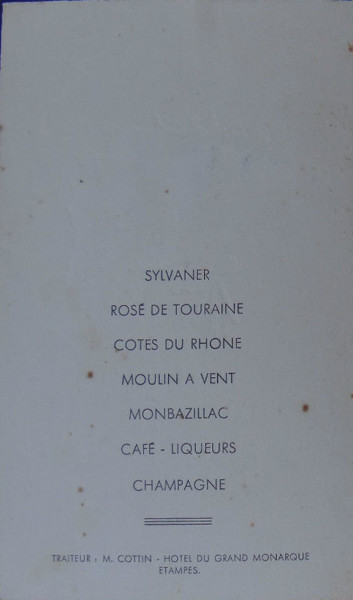 SYLVANER
ROSÉ DE TOURAINE
COTES DU RHONE
MOULIN A VENT
MONBAZILLAC
CAFÉ - LIQUEURS
CHAMPAGNE
TRAITEUR : M. COTTIN - HOTEL DU GRAND MONARQUE
ETAMPES.